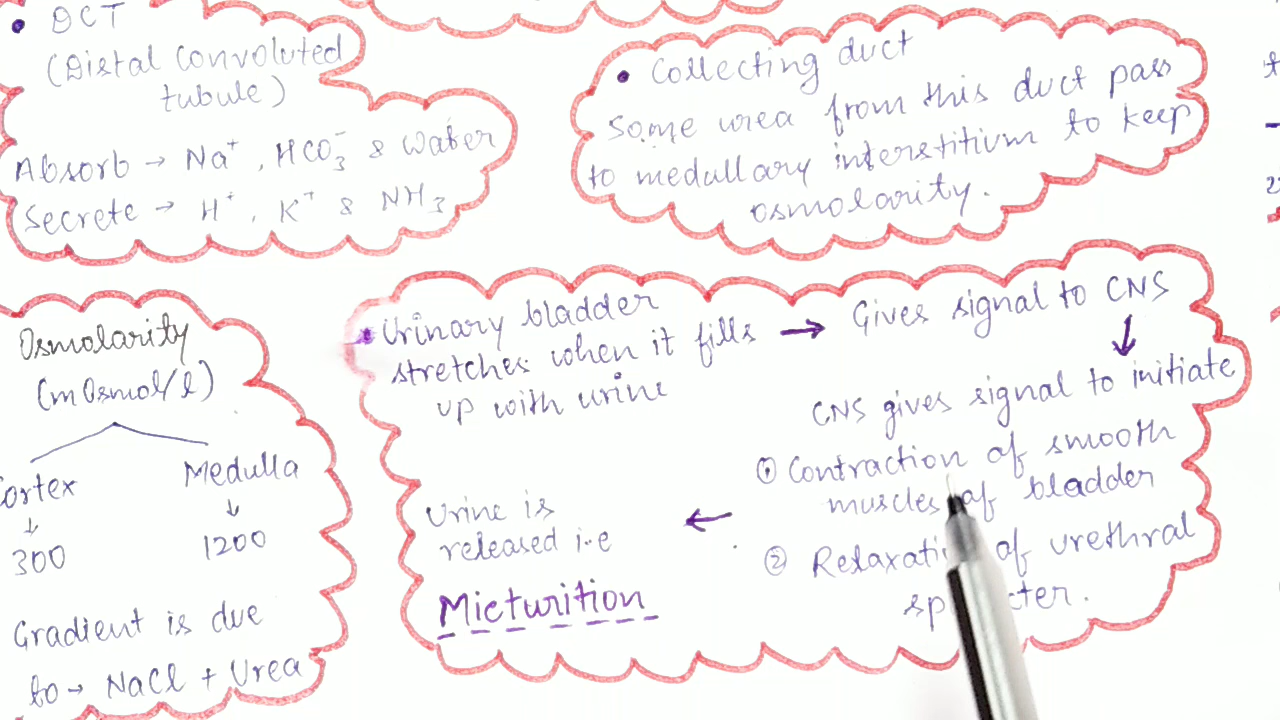 • DCT
(Distal convoluted
tubule)
Absorb → Na⁺, HCO₃⁻ & Water
Secrete → H⁺, K⁺ & NH₃
• Collecting duct
Some urea from this duct pass
to medullary interstitium to keep
osmolarity.
Osmolarity
(mOsmol/l)
Cortex
↓
300
Medulla
↓
1200
Gradient is due
to → NaCl + Urea
• Urinary bladder
stretches when it fills
up with urine
→ Gives signal to CNS
↓
CNS gives signal to initiate
① Contraction of smooth
muscles of bladder
② Relaxation of urethral
sphincter.
← Urine is
released i.e
Micturition